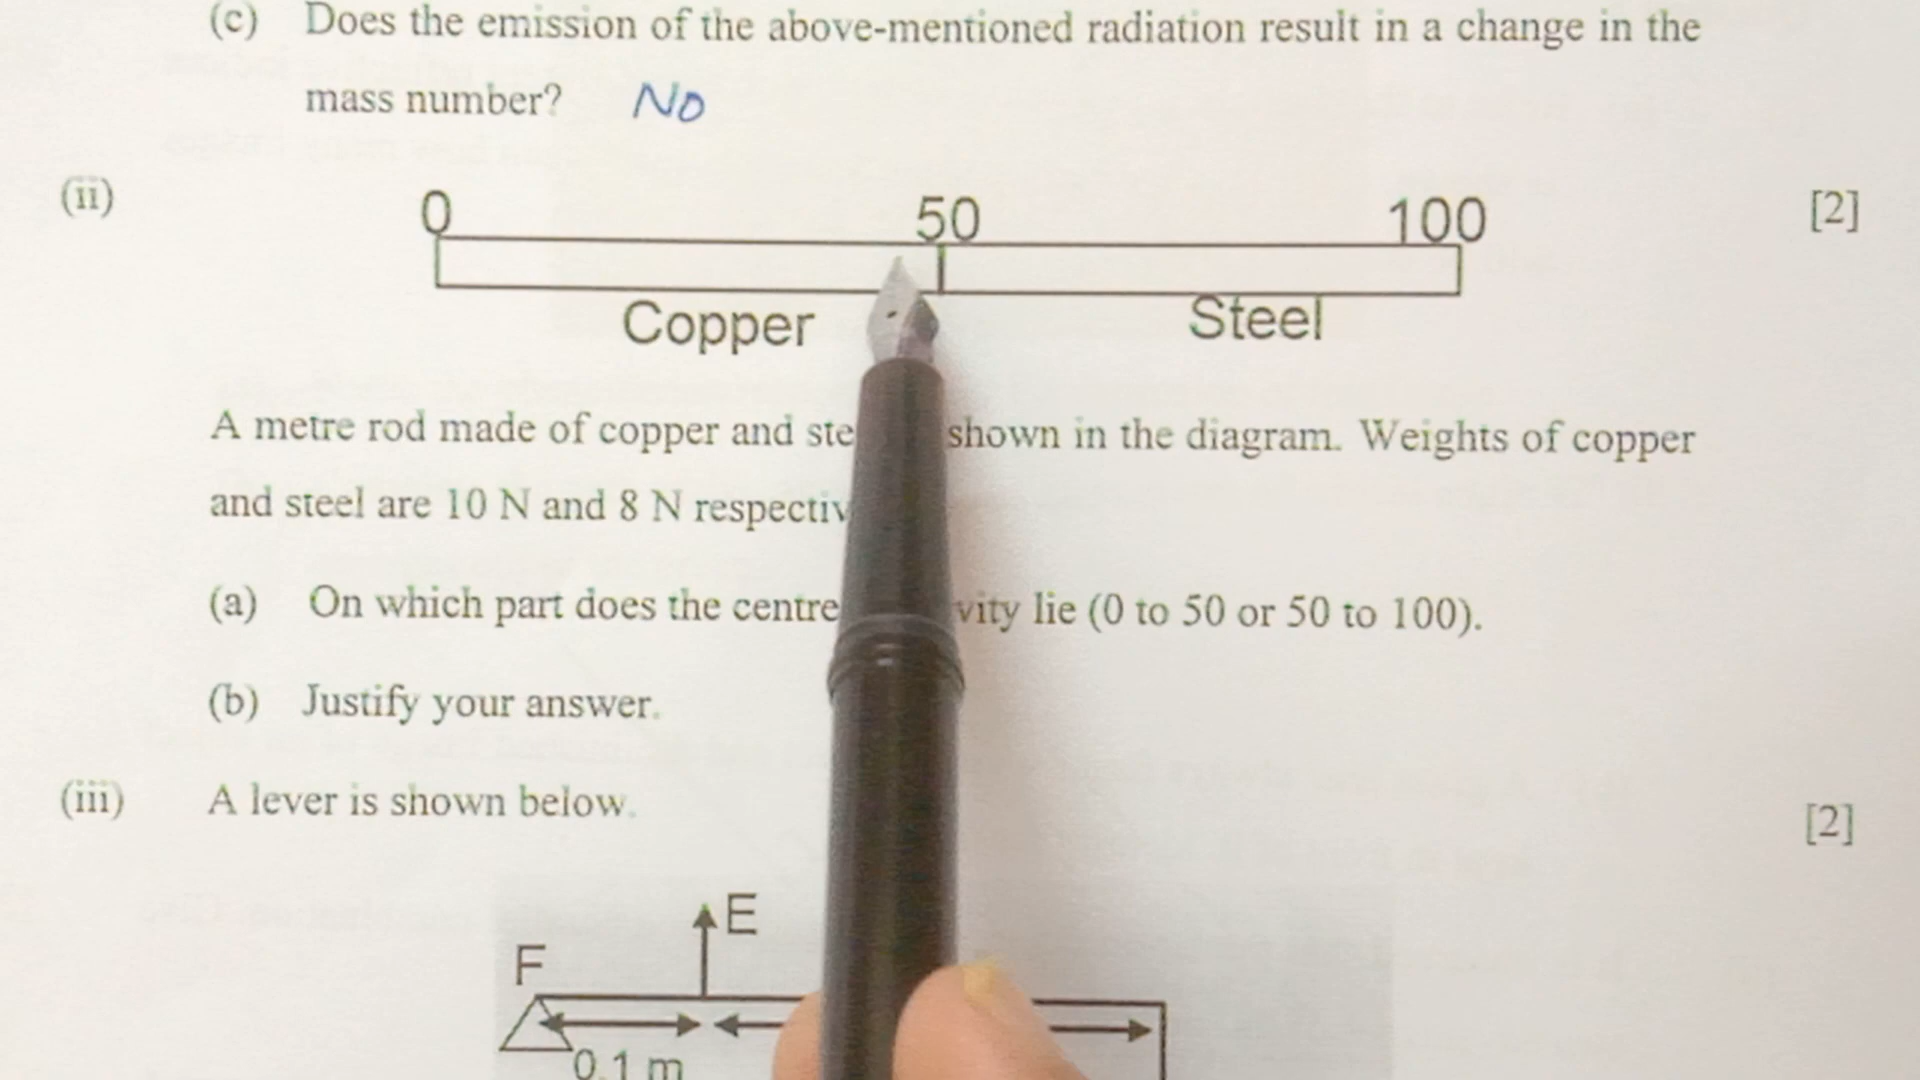 (c) Does the emission of the above-mentioned radiation result in a change in the
mass number? NO
(ii) 0 50 100 [2]
Copper Steel
A metre rod made of copper and shown in the diagram. Weights of copper
and steel are 10 N and 8 N
(a) On which part does the centre lie (0 to 50 or 50 to 100).
(b) Justify your answer.
(iii) A lever is shown below. [2]
E
F
0.1 m